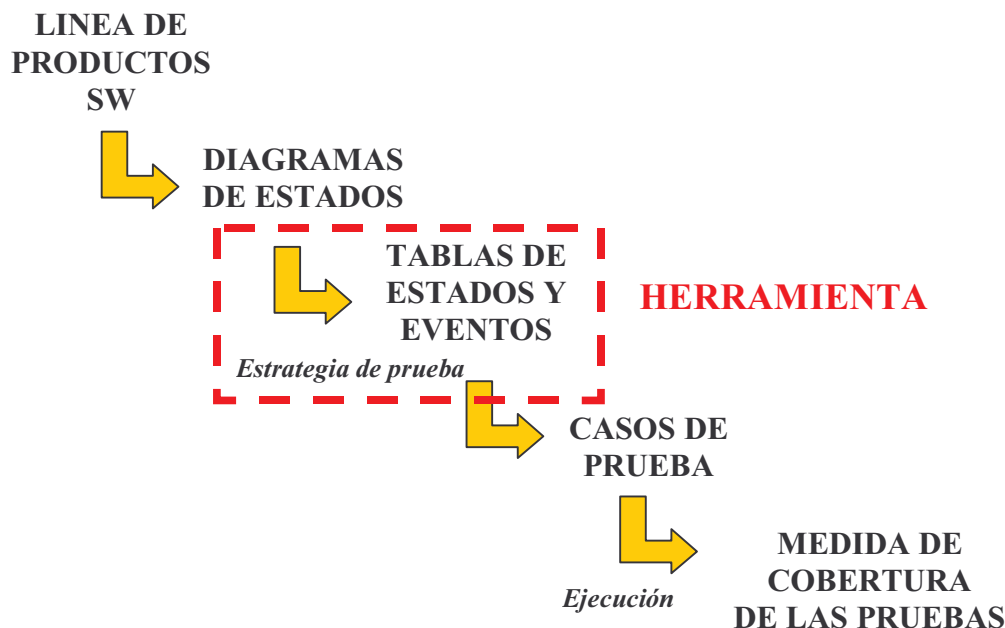 LINEA DE
PRODUCTOS
SW
DIAGRAMAS
DE ESTADOS
TABLAS DE
ESTADOS Y
EVENTOS
HERRAMIENTA
Estrategia de prueba
CASOS DE
PRUEBA
MEDIDA DE
COBERTURA
DE LAS PRUEBAS
Ejecución